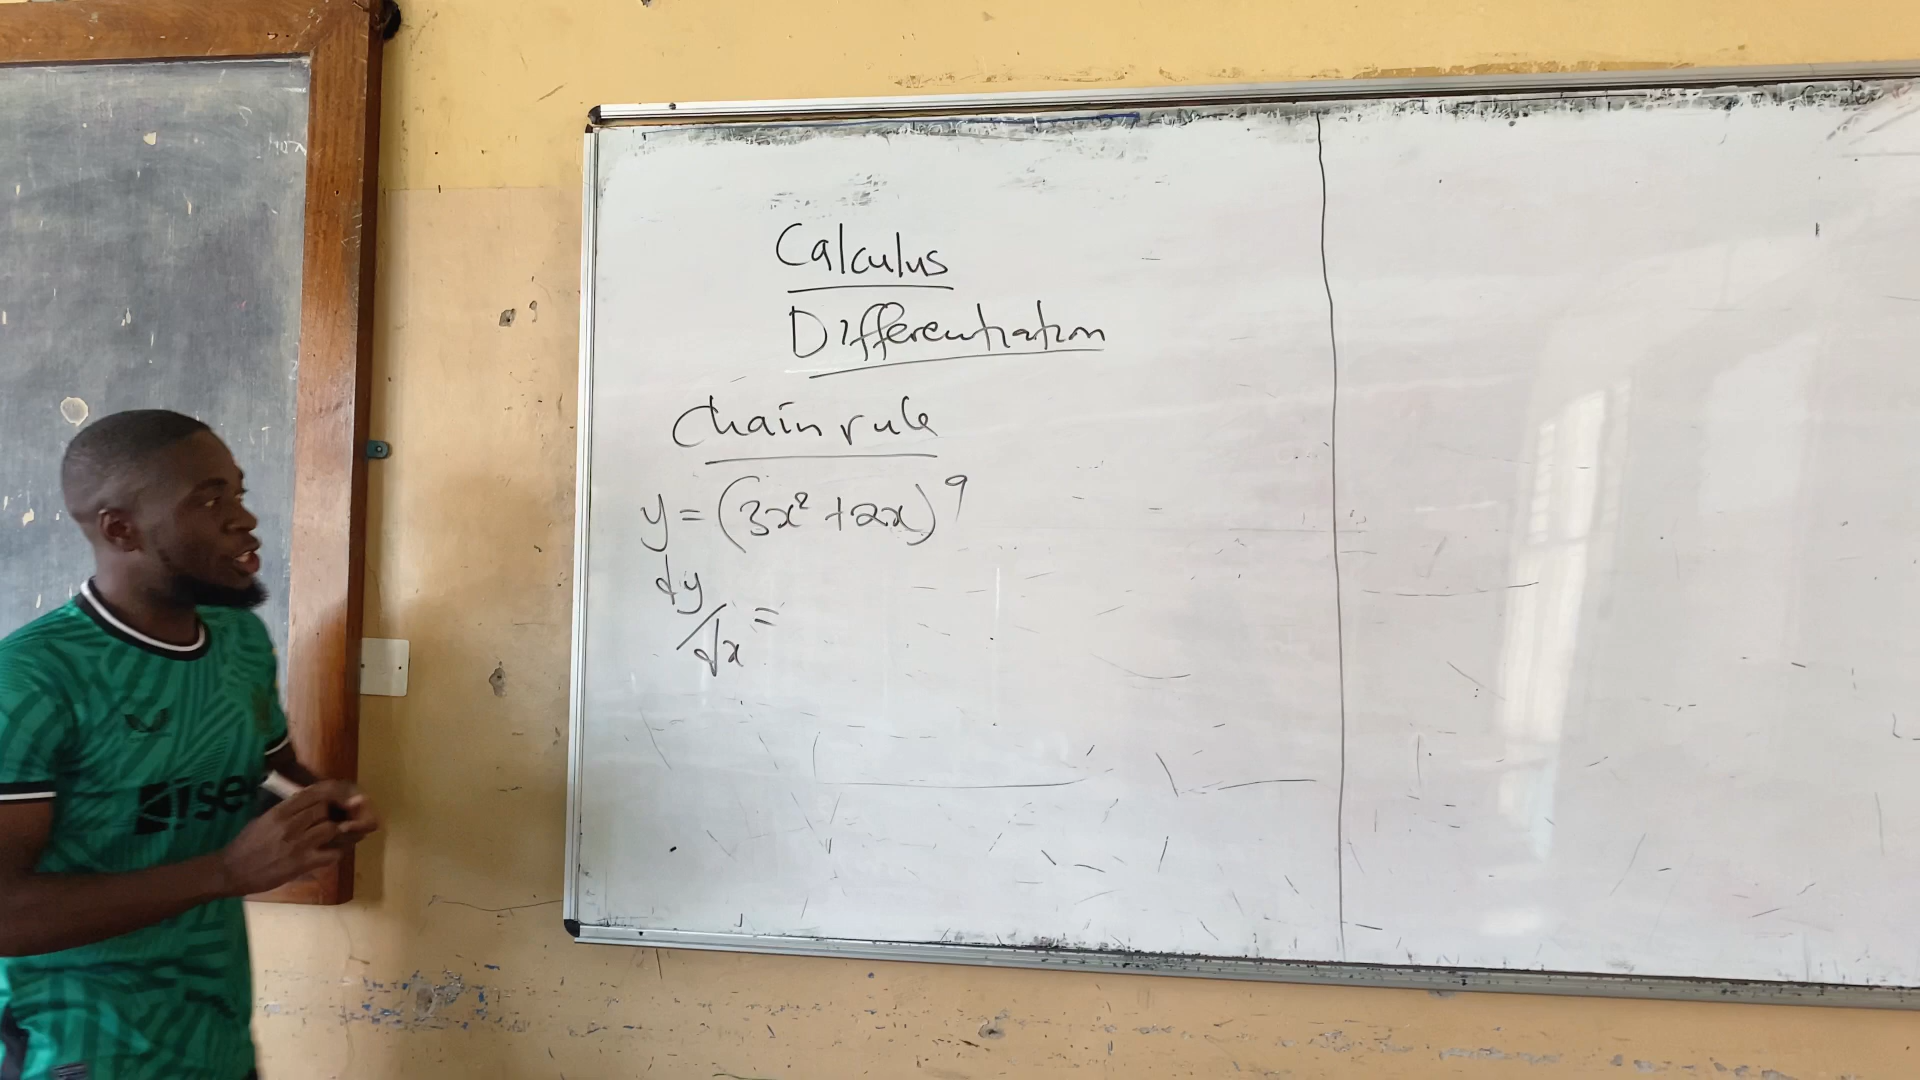 Calculus
Differentiation
Chain rule
y = (3x² + 2x)⁹
dy/dx =